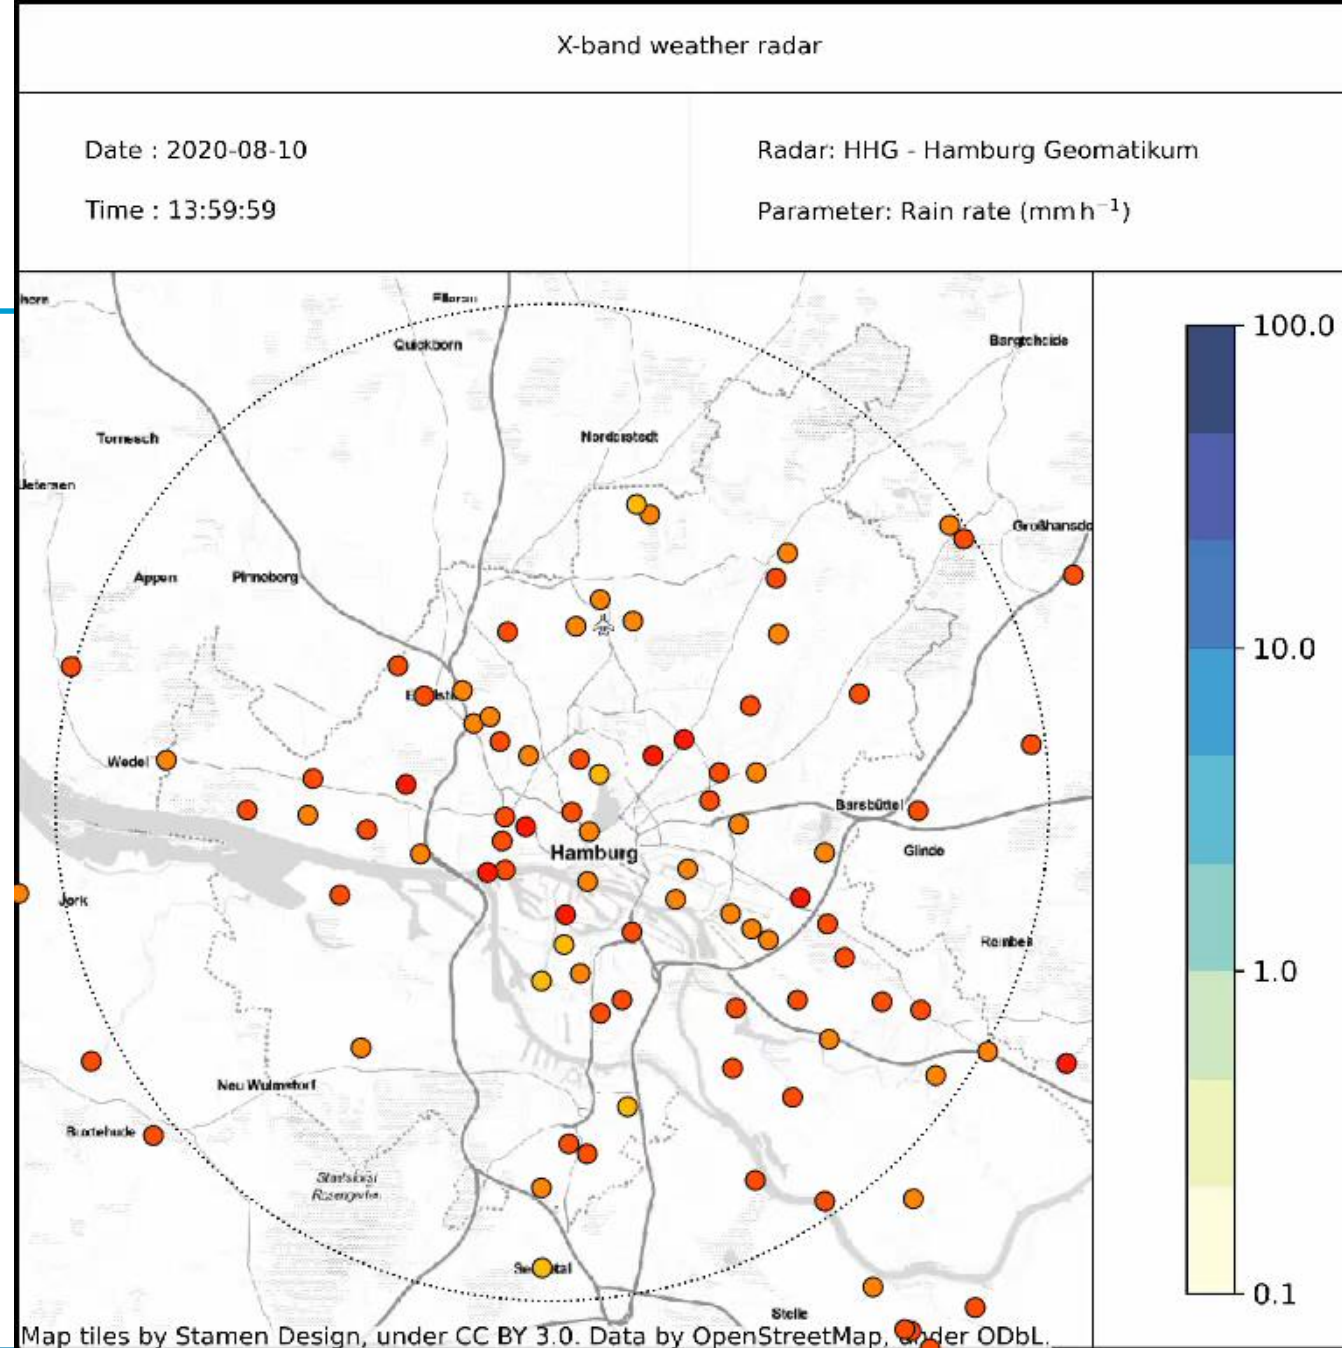 X-band weather radar
Date : 2020-08-10
Radar: HHG - Hamburg Geomatikum
Time : 13:59:59
Parameter: Rain rate (mm h⁻¹)
Quickborn
Tornesch
Norderstedt
Appen
Pinneberg
Wedel
Barsbüttel
Hamburg
Glinde
Jork
Reinbek
Neu Wulmstorf
Buxtehude
Stelle
100.0
10.0
1.0
0.1
Map tiles by Stamen Design, under CC BY 3.0. Data by OpenStreetMap, under ODbL.